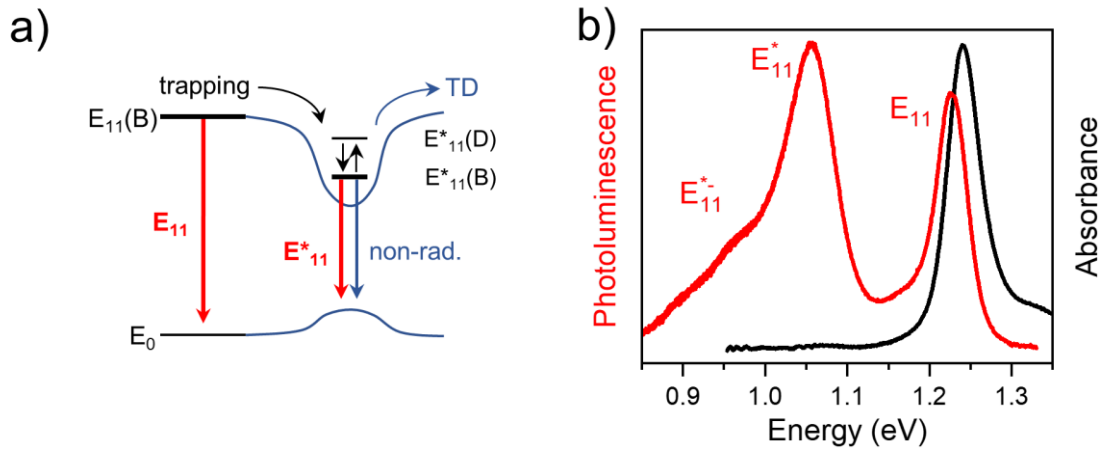 a)
trapping
TD
E₁₁(B)
E*₁₁(D)
E*₁₁(B)
E₁₁
E*₁₁
non-rad.
E₀
b)
Photoluminescence
E*₁₁
E₁₁
E*-₁₁
Absorbance
0.9 1.0 1.1 1.2 1.3
Energy (eV)